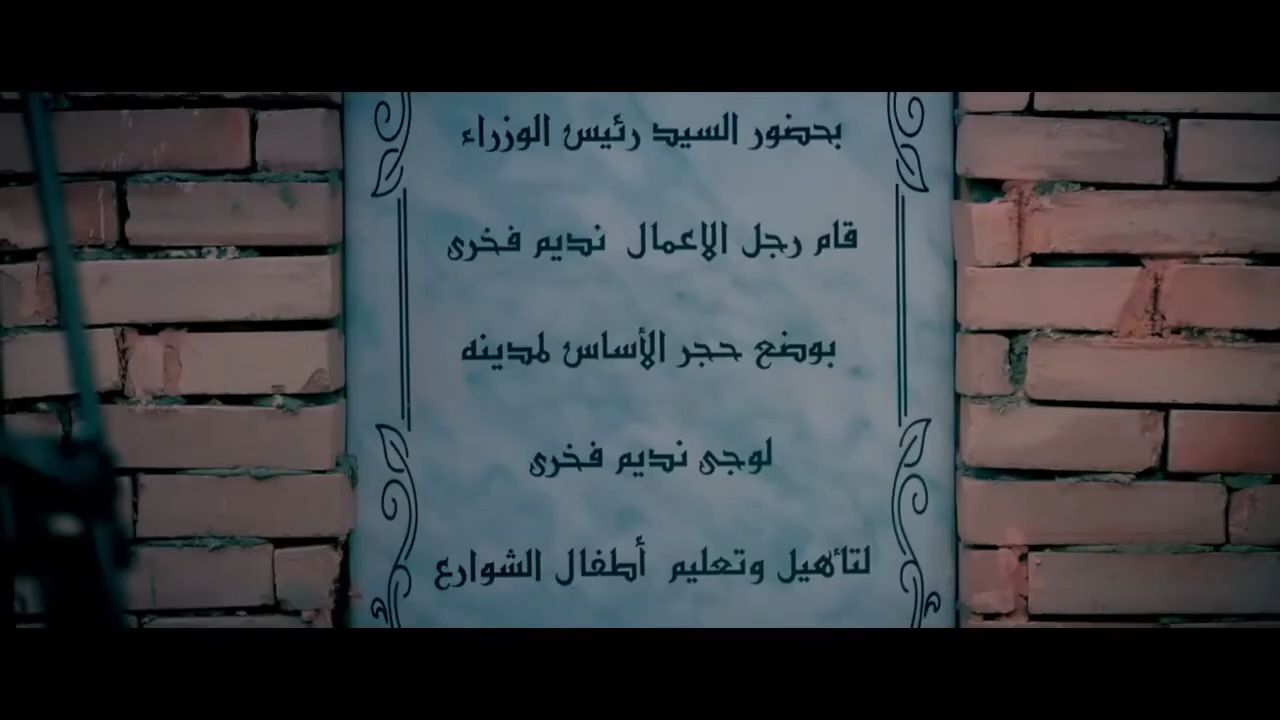 بحضور السيد رئيس الوزراء
قام رجل الاعمال نديم فخرى
بوضع حجر الأساس لمدينه
لوجى نديم فخرى
لتأهيل وتعليم أطفال الشوارع